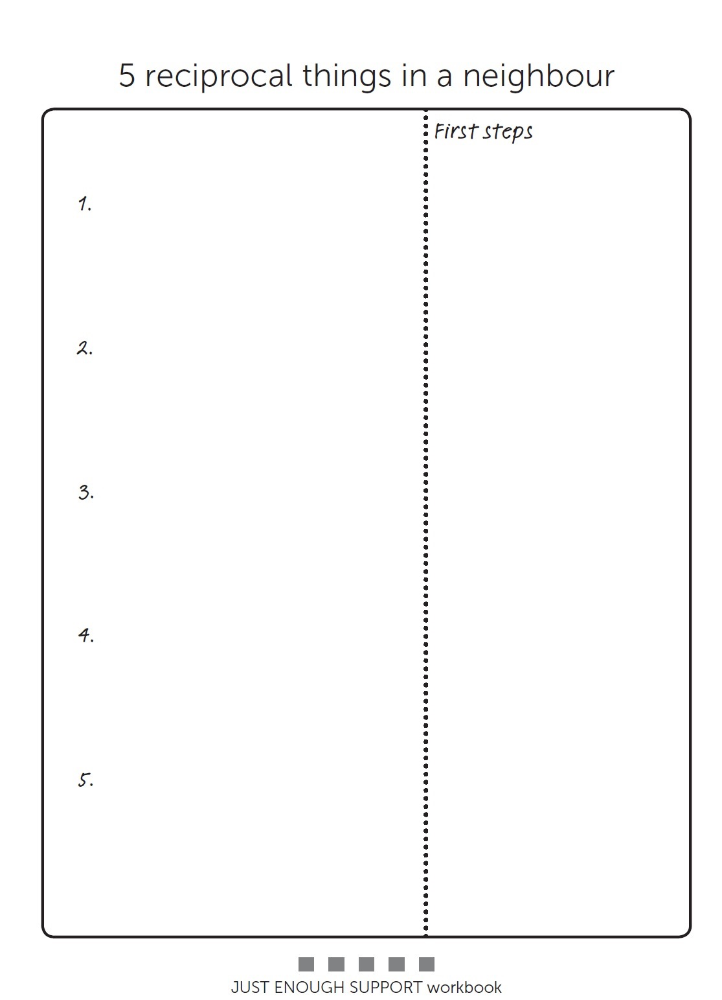 5 reciprocal things in a neighbour
First steps
1.
2.
3.
4.
5.
JUST ENOUGH SUPPORT workbook